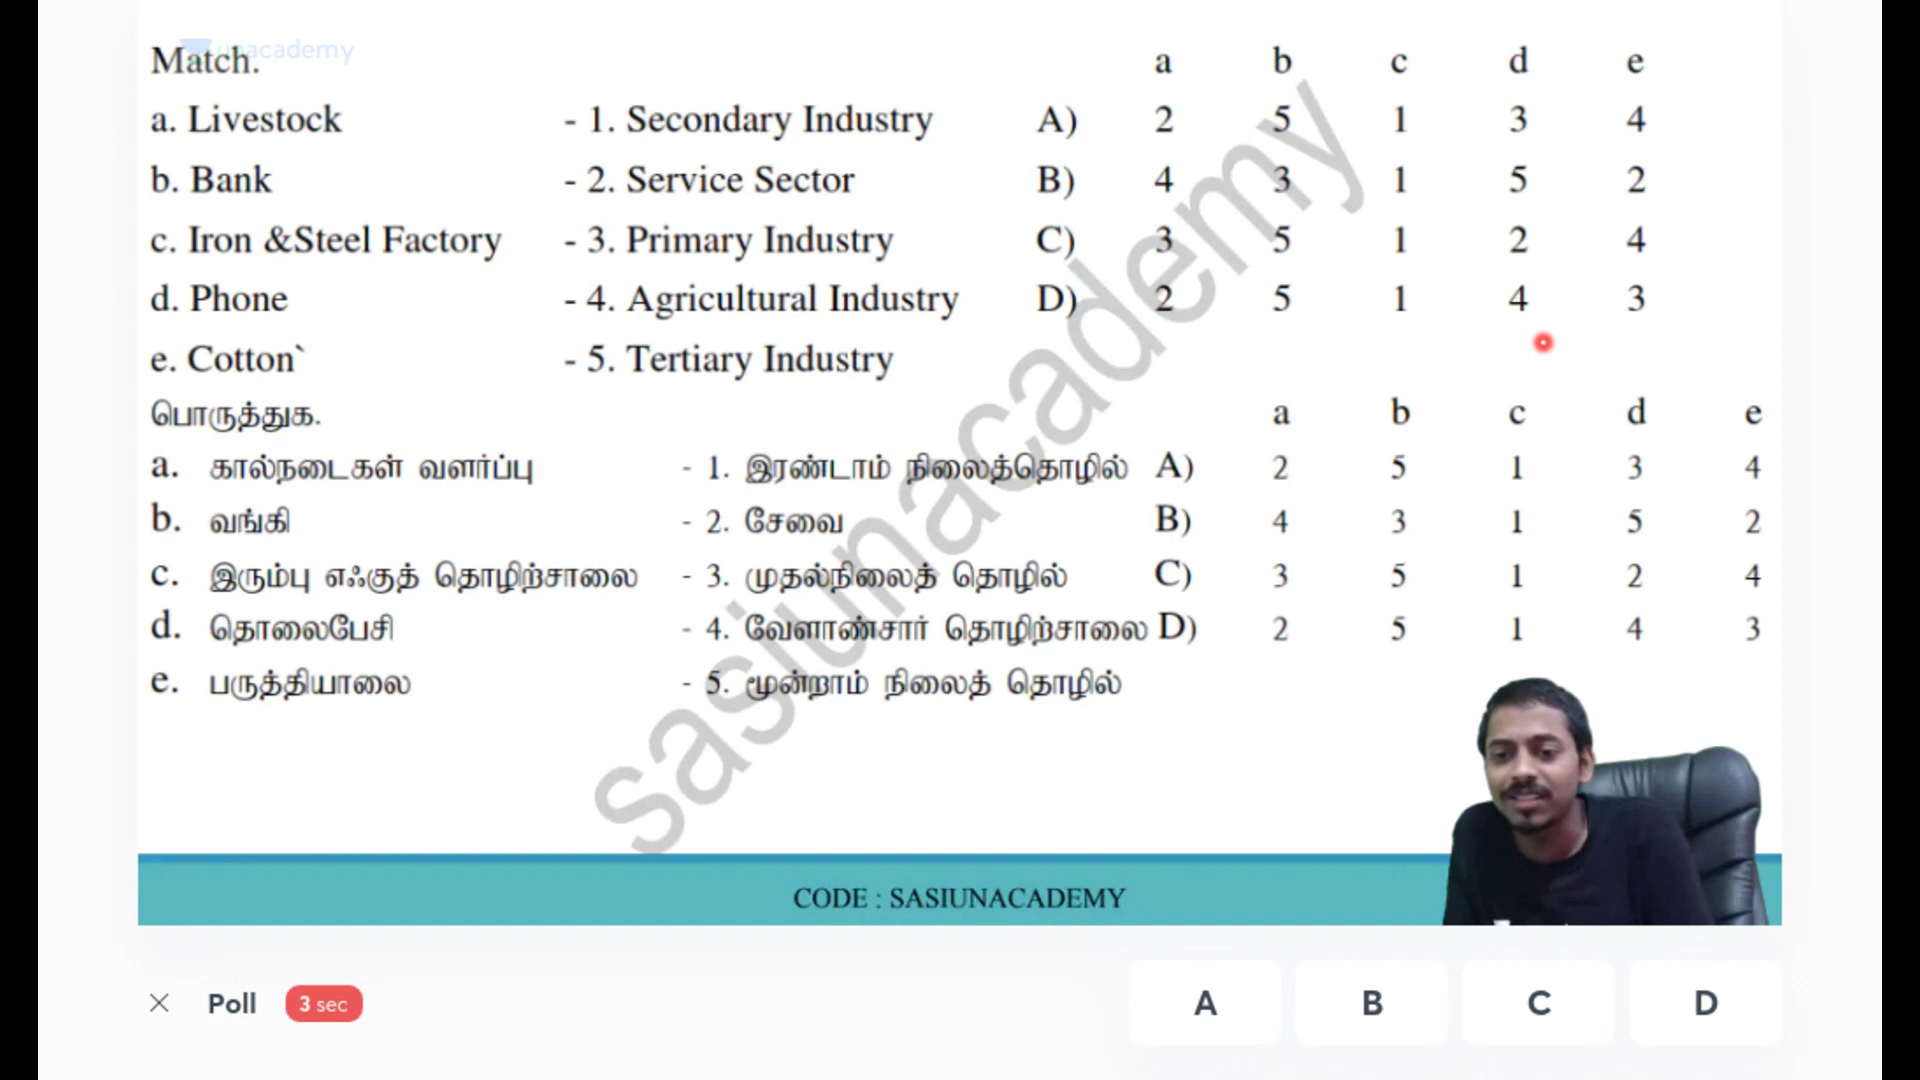 unacademy
Match. a b c d e
a. Livestock - 1. Secondary Industry A) 2 5 1 3 4
b. Bank - 2. Service Sector B) 4 3 1 5 2
c. Iron &Steel Factory - 3. Primary Industry C) 3 5 1 2 4
d. Phone - 4. Agricultural Industry D) 2 5 1 4 3
e. Cotton` - 5. Tertiary Industry
பொருத்துக. a b c d e
a. கால்நடைகள் வளர்ப்பு - 1. இரண்டாம் நிலைத்தொழில் A) 2 5 1 3 4
b. வங்கி - 2. சேவை B) 4 3 1 5 2
c. இரும்பு எஃகுத் தொழிற்சாலை - 3. முதல்நிலைத் தொழில் C) 3 5 1 2 4
d. தொலைபேசி - 4. வேளாண்சார் தொழிற்சாலை D) 2 5 1 4 3
e. பருத்தியாலை - 5. மூன்றாம் நிலைத் தொழில்
sasiunacademy
CODE : SASIUNACADEMY
Poll 3 sec A B C D